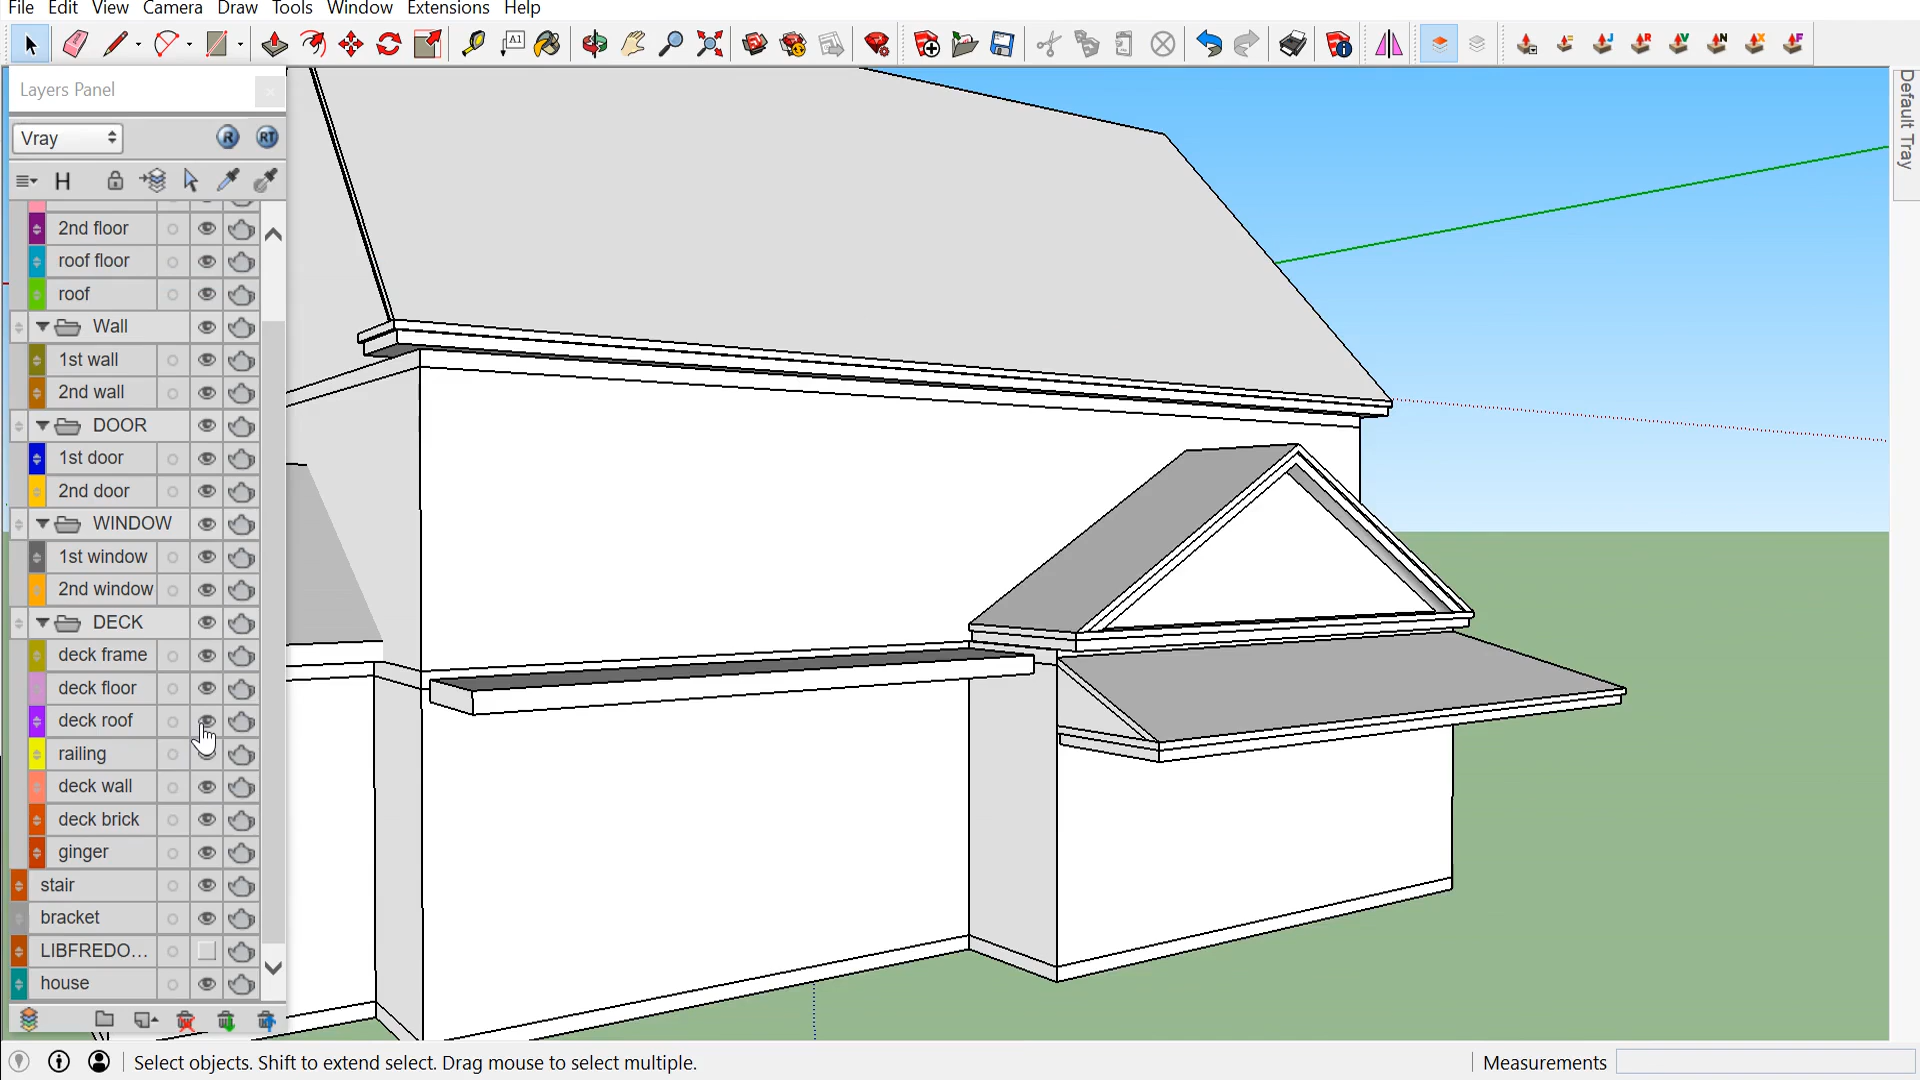 File Edit View Camera Draw Tools Window Extensions Help
A1
J R V N X F
Layers Panel
Default Tray
Vray
R RT
H
2nd floor
roof floor
roof
Wall
1st wall
2nd wall
DOOR
1st door
2nd door
WINDOW
1st window
2nd window
DECK
deck frame
deck floor
deck roof
railing
deck wall
deck brick
ginger
stair
bracket
LIBFREDO...
house
Select objects. Shift to extend select. Drag mouse to select multiple.
Measurements